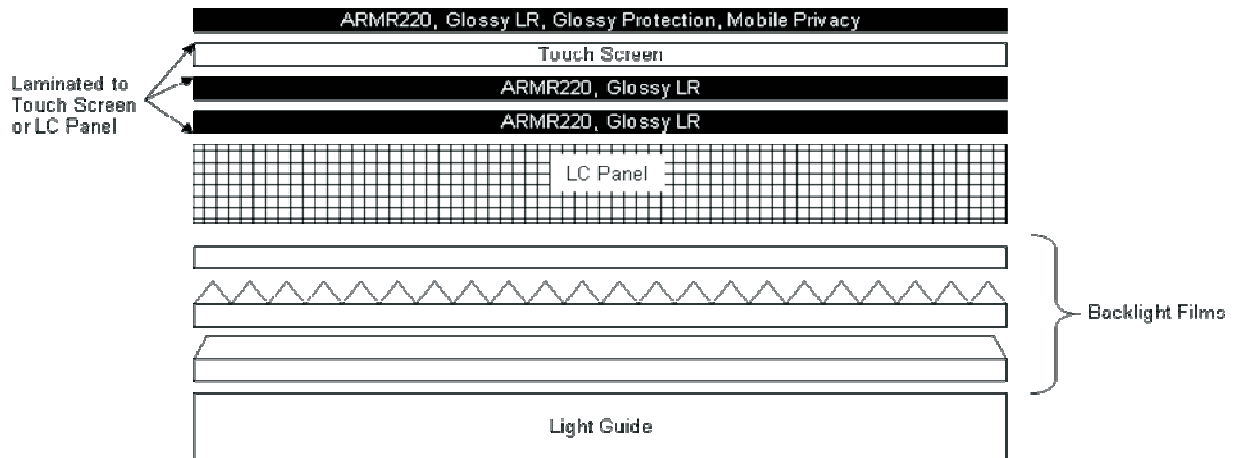 ARMR220, Glossy LR, Glossy Protection, Mobile Privacy
Touch Screen
Laminated to
Touch Screen
or LC Panel
ARMR220, Glossy LR
ARMR220, Glossy LR
LC Panel
Backlight Films
Light Guide